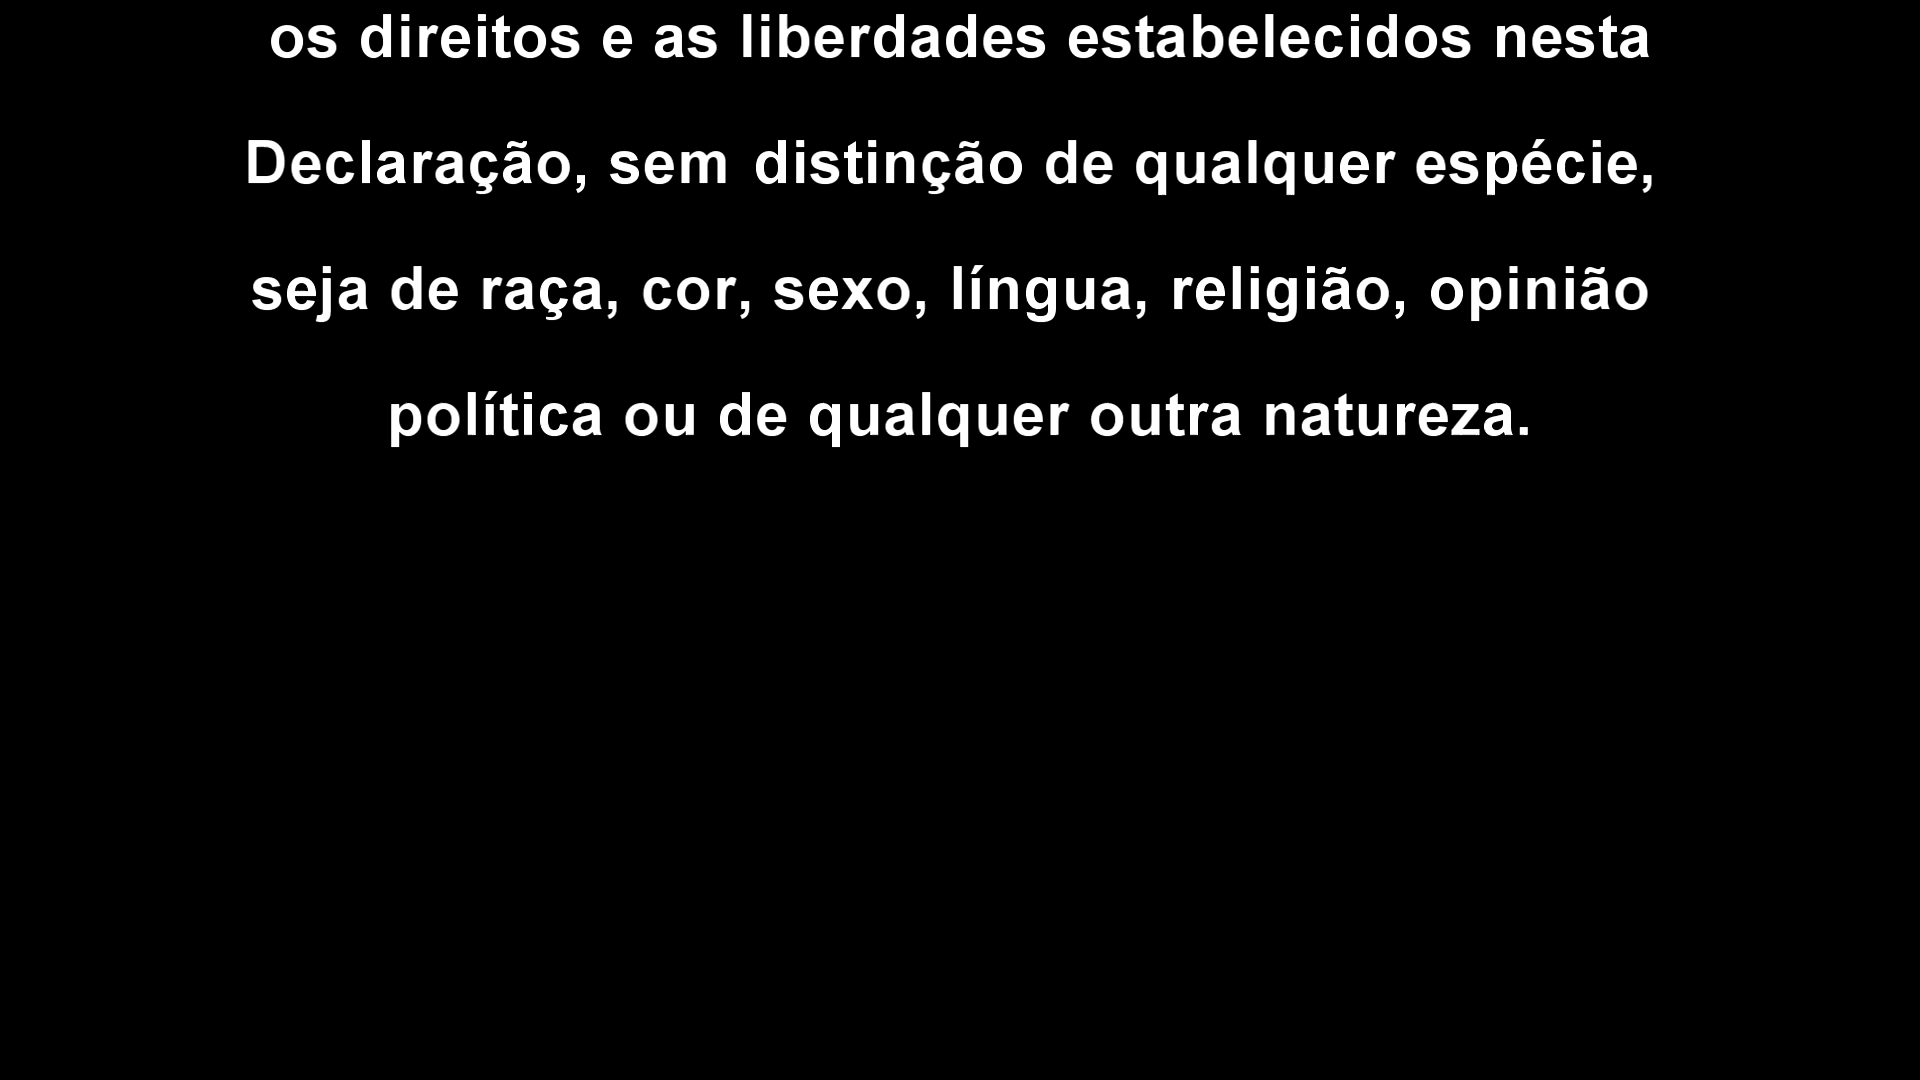 os direitos e as liberdades estabelecidos nesta
Declaração, sem distinção de qualquer espécie,
seja de raça, cor, sexo, língua, religião, opinião
política ou de qualquer outra natureza.